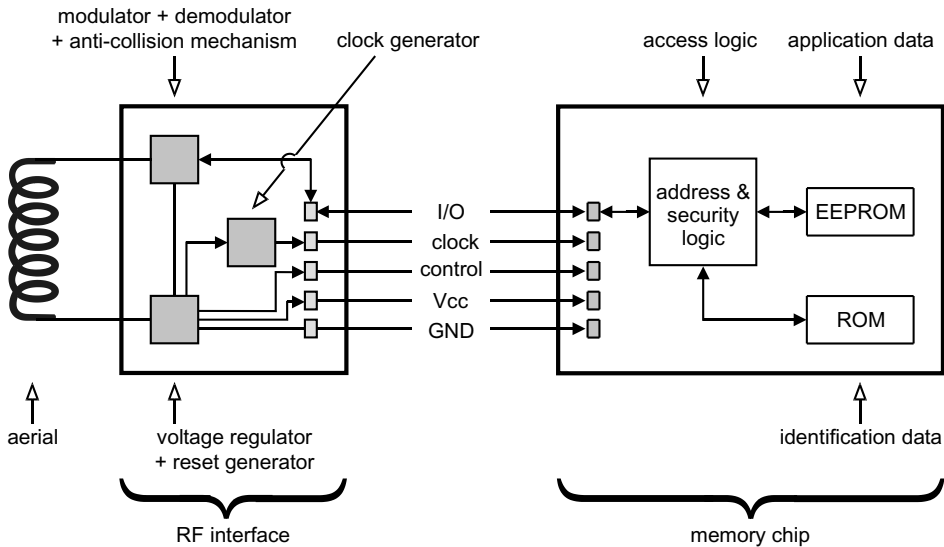 modulator + demodulator
+ anti-collision mechanism
clock generator
access logic
application data
I/O
clock
control
Vcc
GND
address &
security
logic
EEPROM
ROM
aerial
voltage regulator
+ reset generator
identification data
RF interface
memory chip